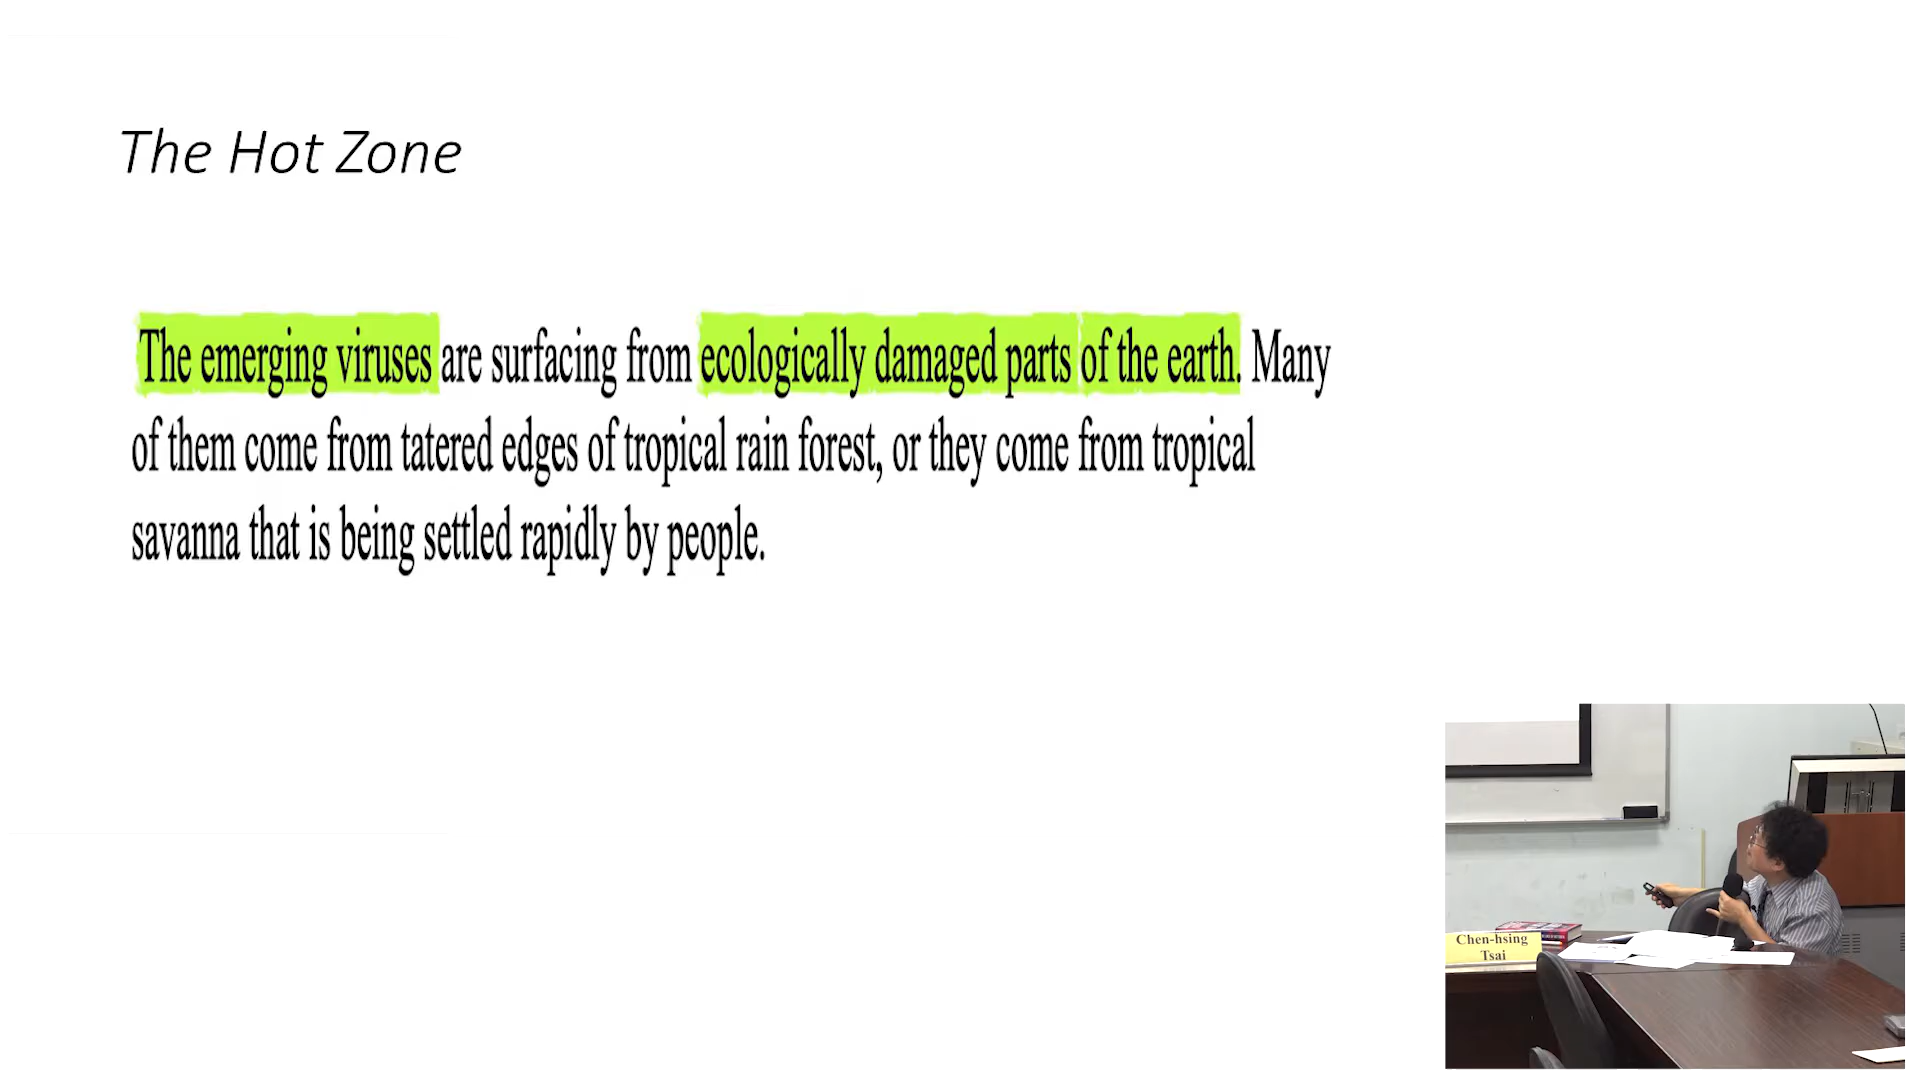 The Hot Zone
The emerging viruses are surfacing from ecologically damaged parts of the earth. Many
of them come from tatered edges of tropical rain forest, or they come from tropical
savanna that is being settled rapidly by people.
Chen-hsing
Tsai